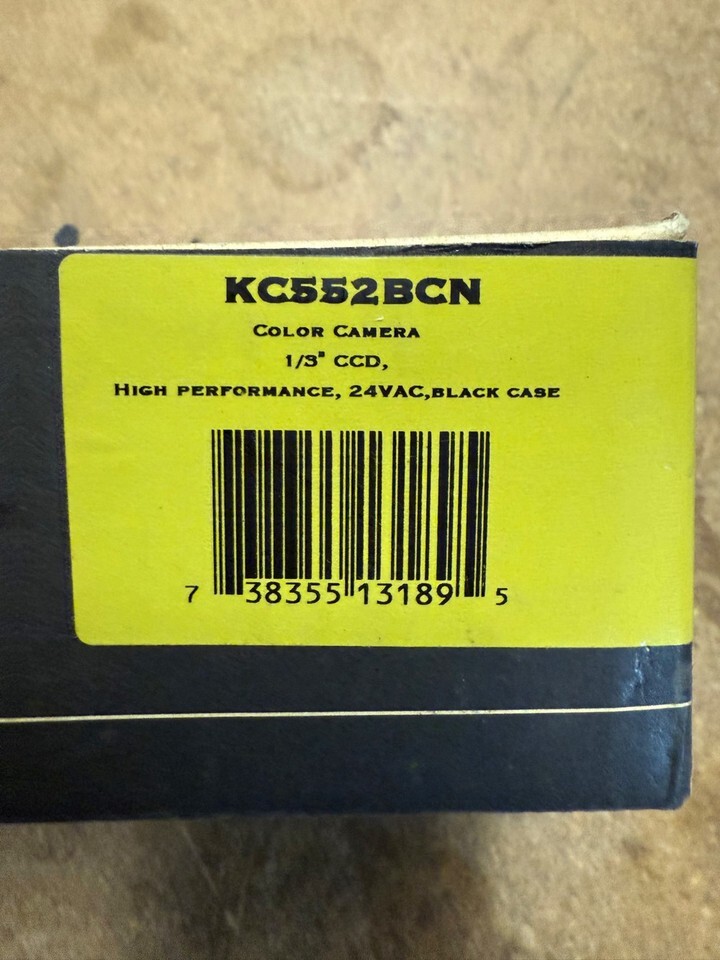 KC552BCN
Color Camera
1/3" CCD,
High performance, 24VAC,black case
7 38355 13189 5